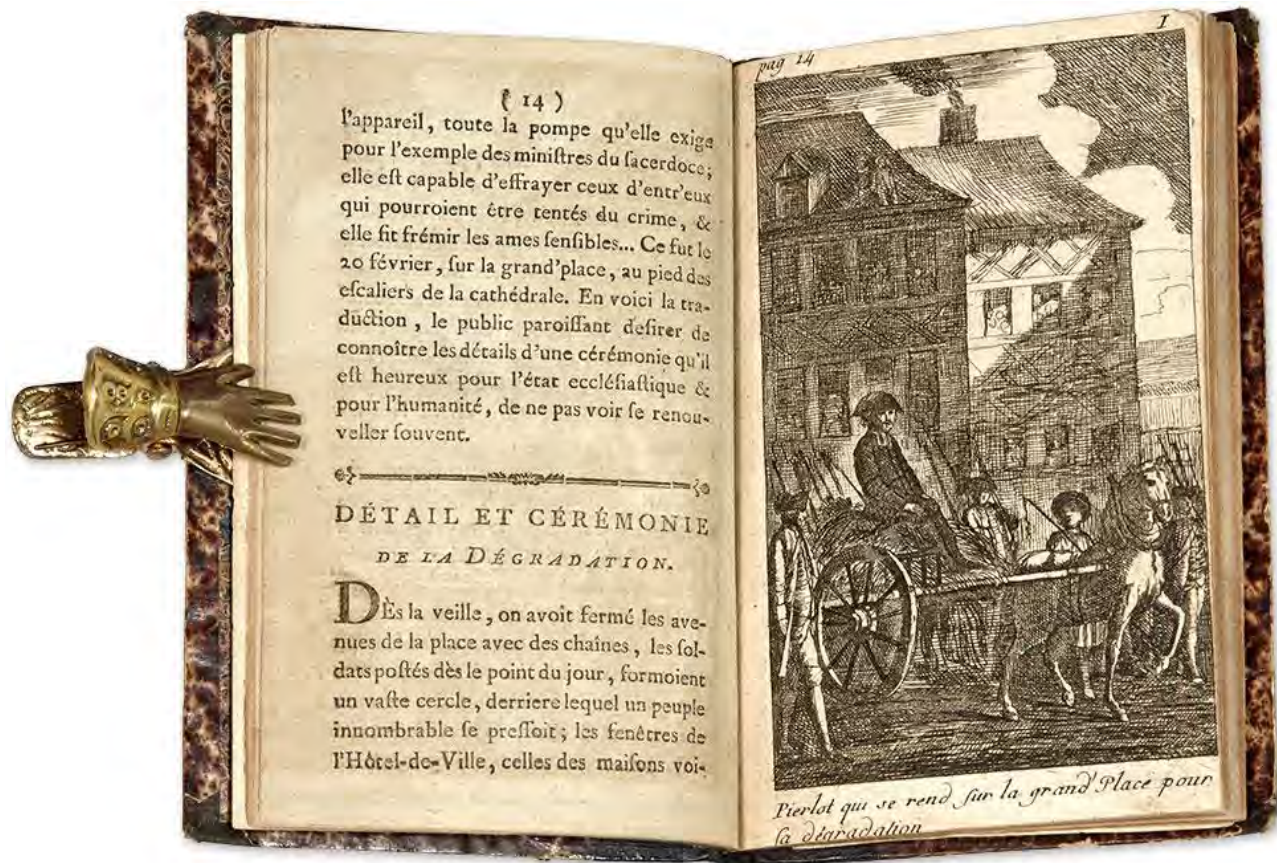 ( 14 )
l'appareil, toute la pompe qu'elle exige
pour l'exemple des miniſtres du ſacerdoce;
elle eſt capable d'effrayer ceux d'entr'eux
qui pourroient être tentés du crime, &
elle fit frémir les ames ſenſibles... Ce fut le
20 février, ſur la grand'place, au pied des
eſcaliers de la cathédrale. En voici la tra-
duction, le public paroiſſant deſirer de
connoître les détails d'une cérémonie qu'il
eſt heureux pour l'état eccléſiaſtique &
pour l'humanité, de ne pas voir ſe renou-
veller ſouvent.
DÉTAIL ET CÉRÉMONIE
DE LA DÉGRADATION.
DÈs la veille, on avoit fermé les ave-
nues de la place avec des chaînes, les ſol-
dats poſtés dès le point du jour, formoient
un vaſte cercle, derriere lequel un peuple
innombrable ſe preſſoit; les fenêtres de
l'Hôtel-de-Ville, celles des maiſons voi-
pag 14
I
Pierlot qui se rend ſur la grand'Place pour
ſa dégradation